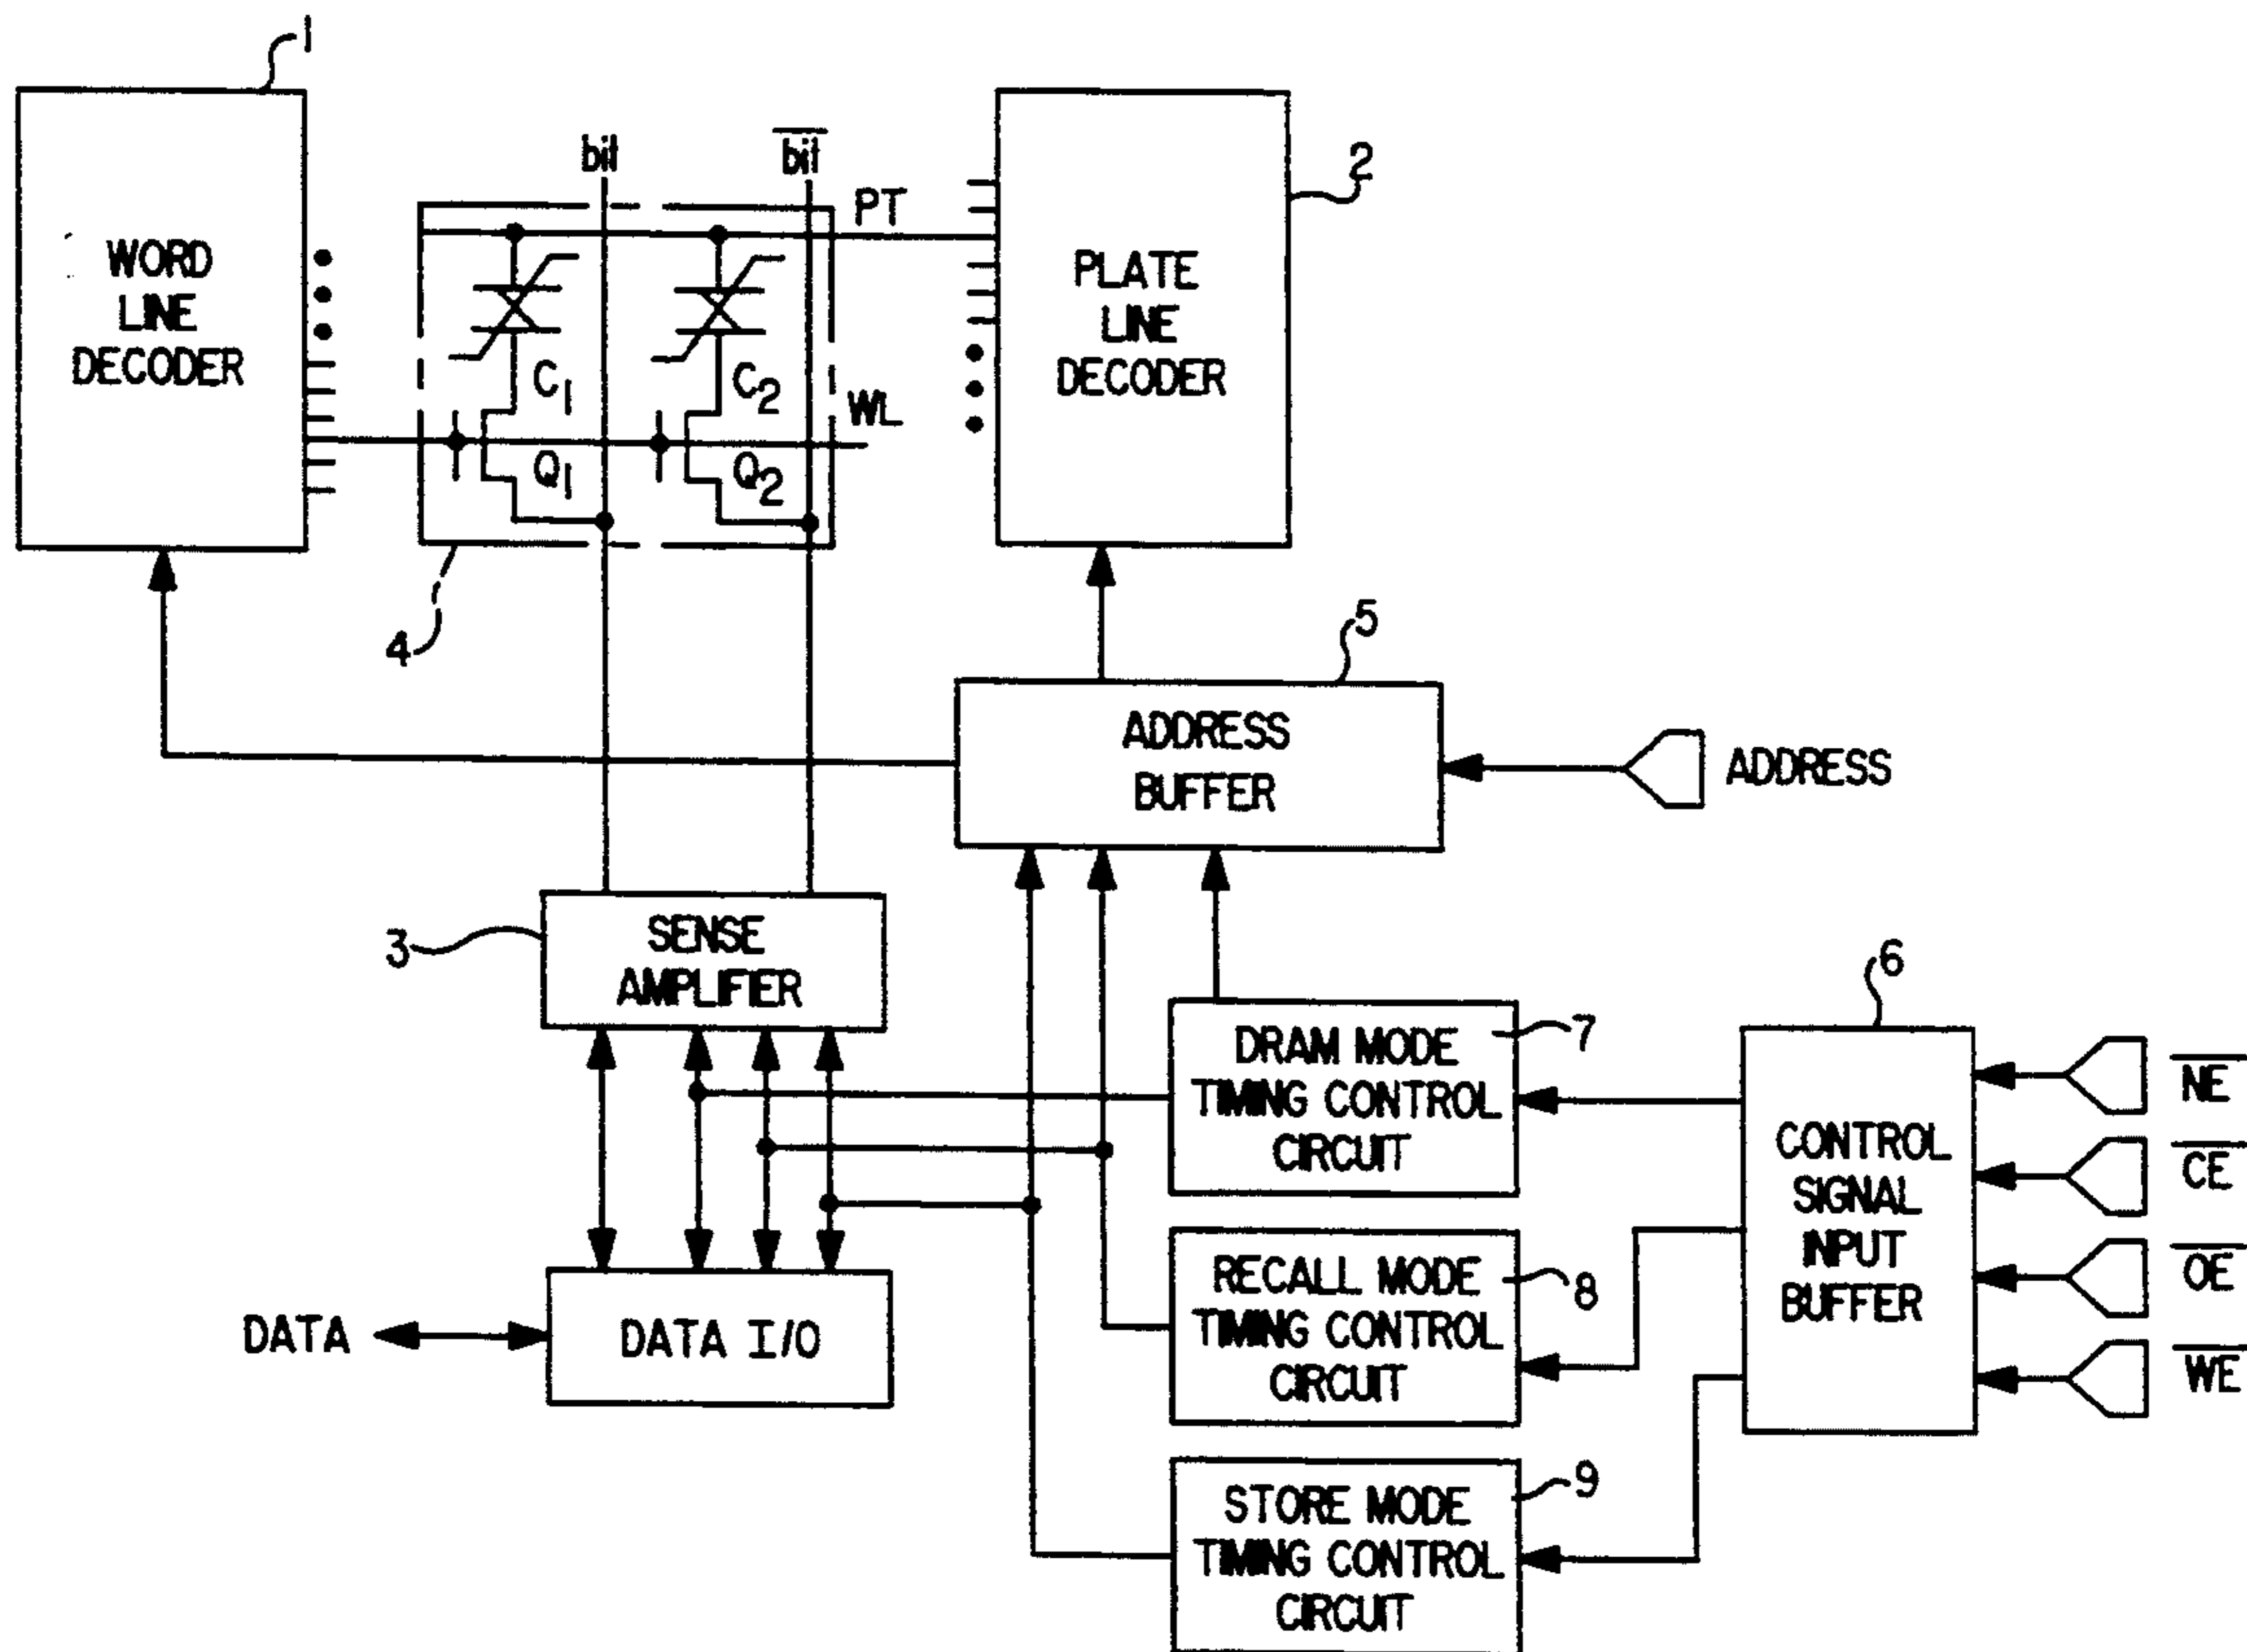 1
WORD
LINE
DECODER
bit
bit
PT
C1
C2
WL
Q1
Q2
4
PLATE
LINE
DECODER
2
5
ADDRESS
BUFFER
ADDRESS
3
SENSE
AMPLIFIER
DRAM MODE
TIMING CONTROL
CIRCUIT
7
6
CONTROL
SIGNAL
INPUT
BUFFER
NE
CE
OE
WE
RECALL MODE
TIMING CONTROL
CIRCUIT
8
DATA
DATA I/O
STORE MODE
TIMING CONTROL
CIRCUIT
9